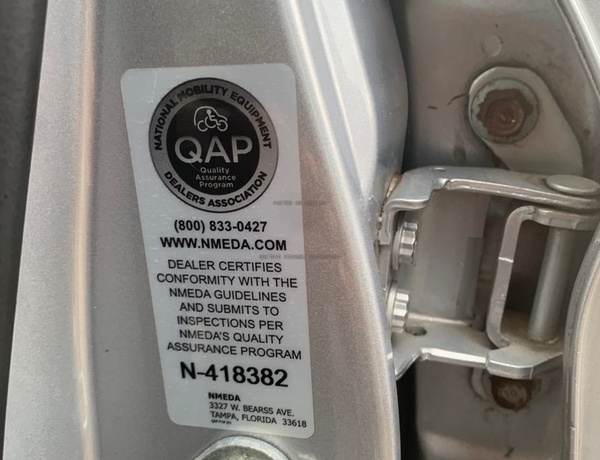 NATIONAL MOBILITY EQUIPMENT
QAP
Quality
Assurance
Program
DEALERS ASSOCIATION
(800) 833-0427
WWW.NMEDA.COM
DEALER CERTIFIES
CONFORMITY WITH THE
NMEDA GUIDELINES
AND SUBMITS TO
INSPECTIONS PER
NMEDA'S QUALITY
ASSURANCE PROGRAM
N-418382
NMEDA
3327 W. BEARSS AVE.
TAMPA, FLORIDA 33618